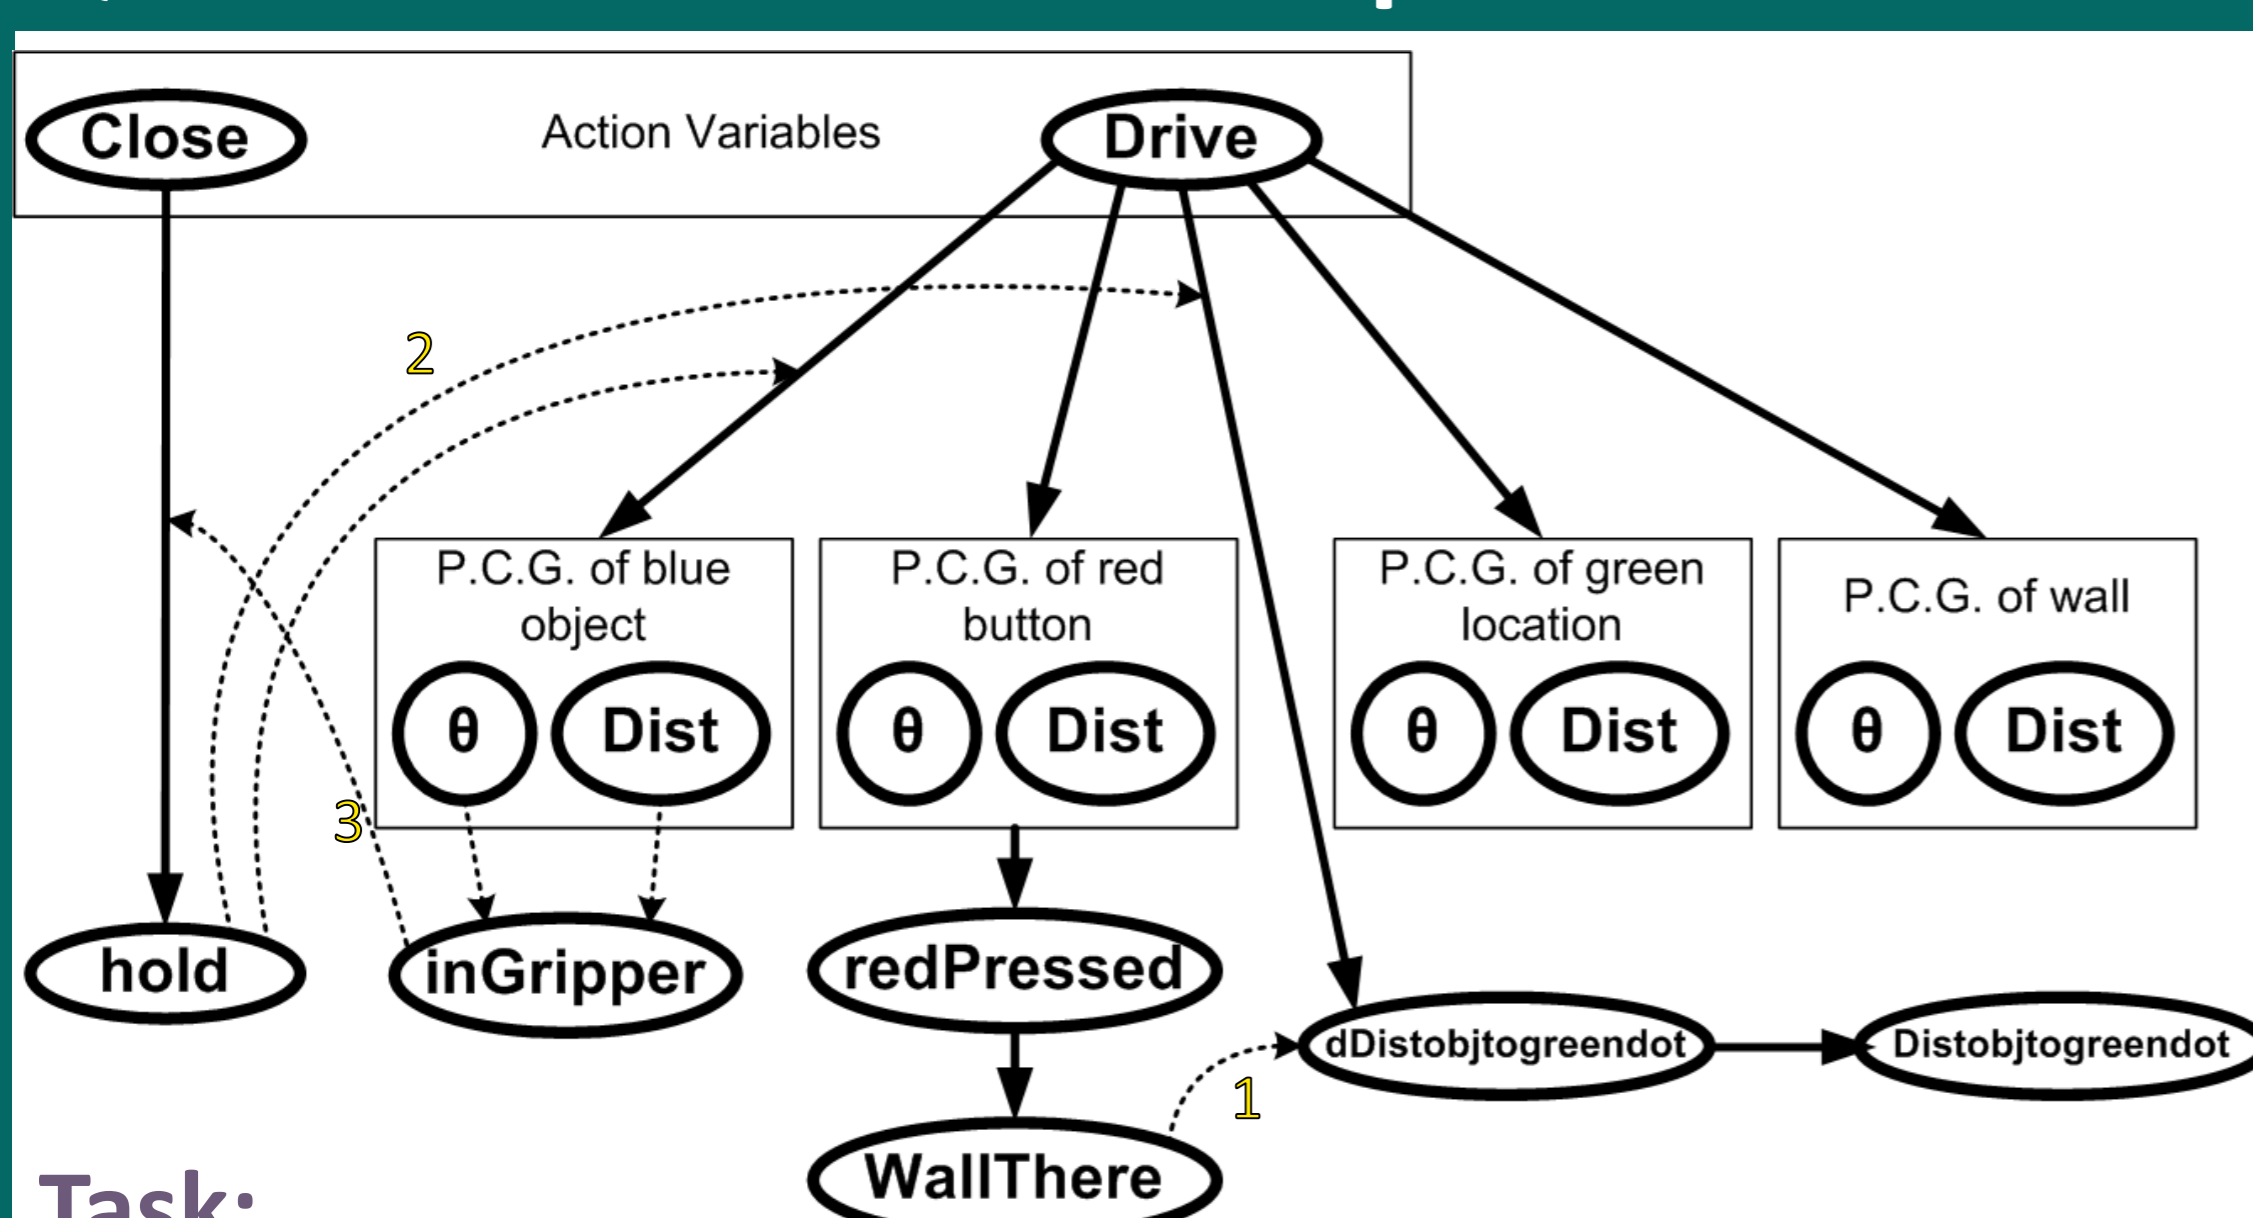 Close
Action Variables
Drive
2
P.C.G. of blue
object
θ
Dist
P.C.G. of red
button
θ
Dist
P.C.G. of green
location
θ
Dist
P.C.G. of wall
θ
Dist
3
hold
inGripper
redPressed
dDistobjtogreendot
Distobjtogreendot
1
WallThere
Task: